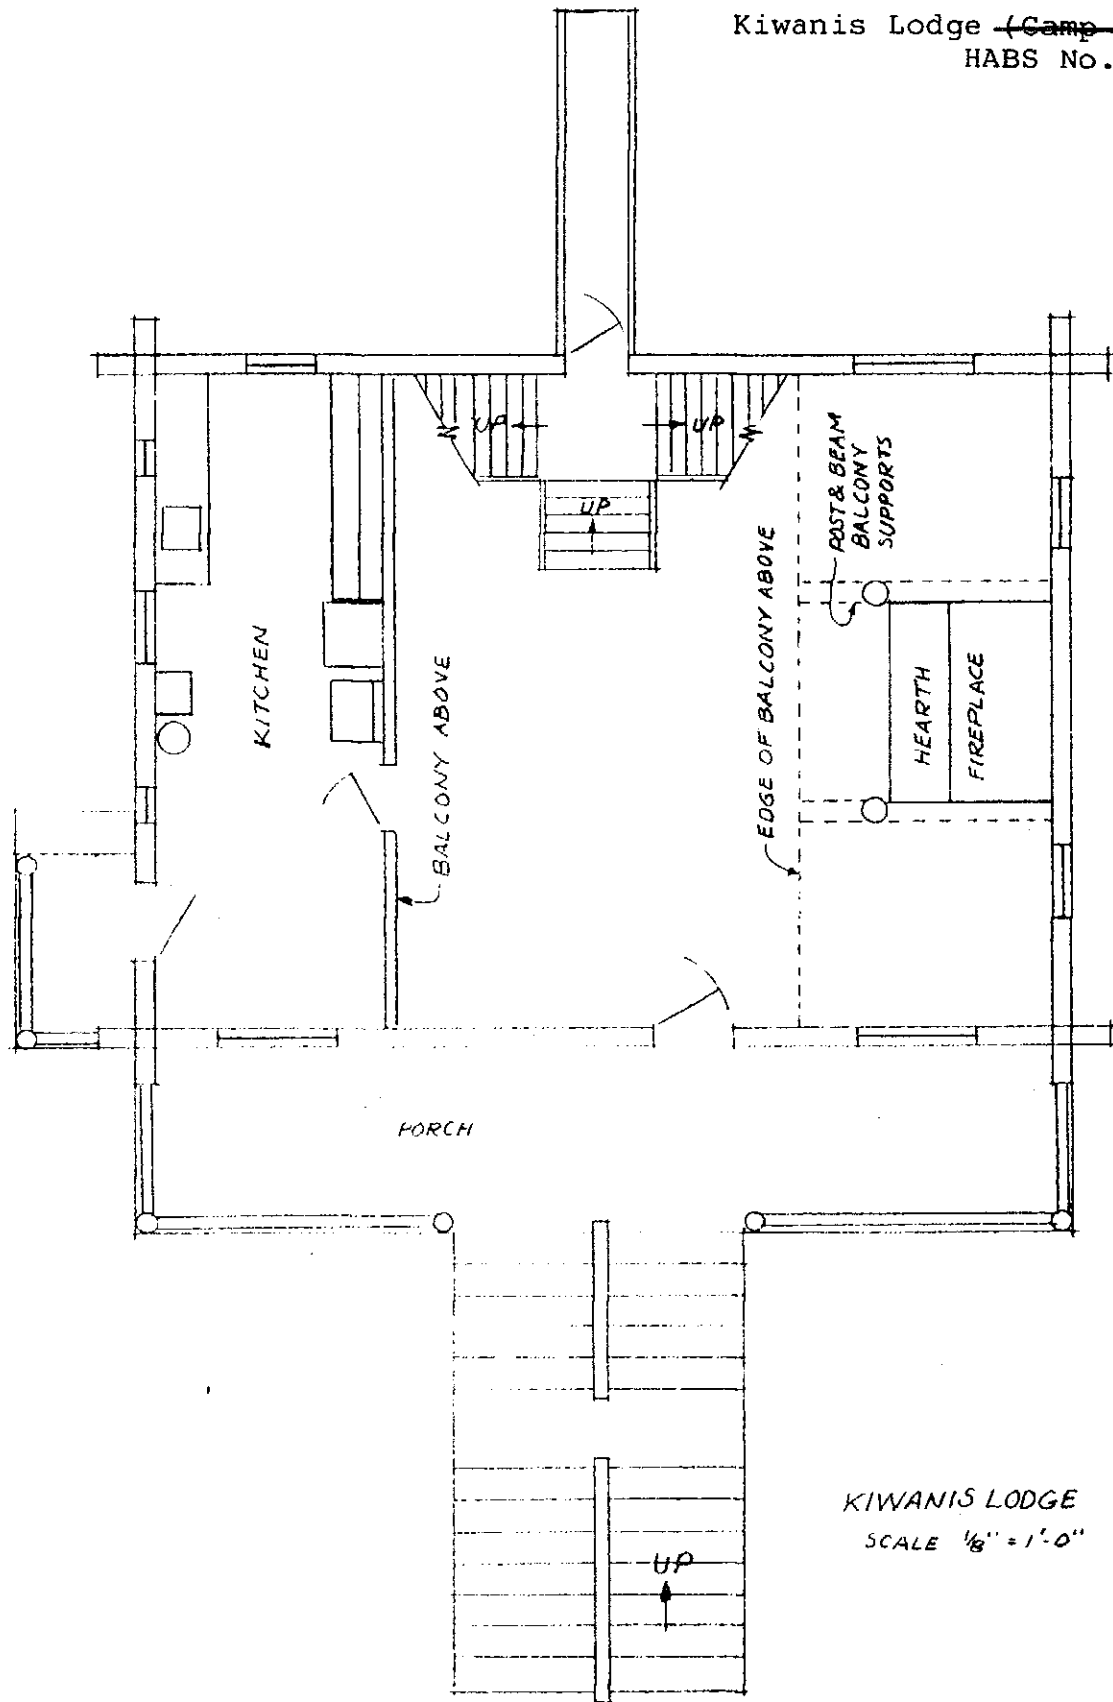 Kiwanis Lodge (Camp
HABS No.
UP
UP
UP
POST & BEAM
BALCONY
SUPPORTS
KITCHEN
BALCONY ABOVE
EDGE OF BALCONY ABOVE
HEARTH
FIREPLACE
PORCH
KIWANIS LODGE
SCALE 1/8" = 1'-0"
UP